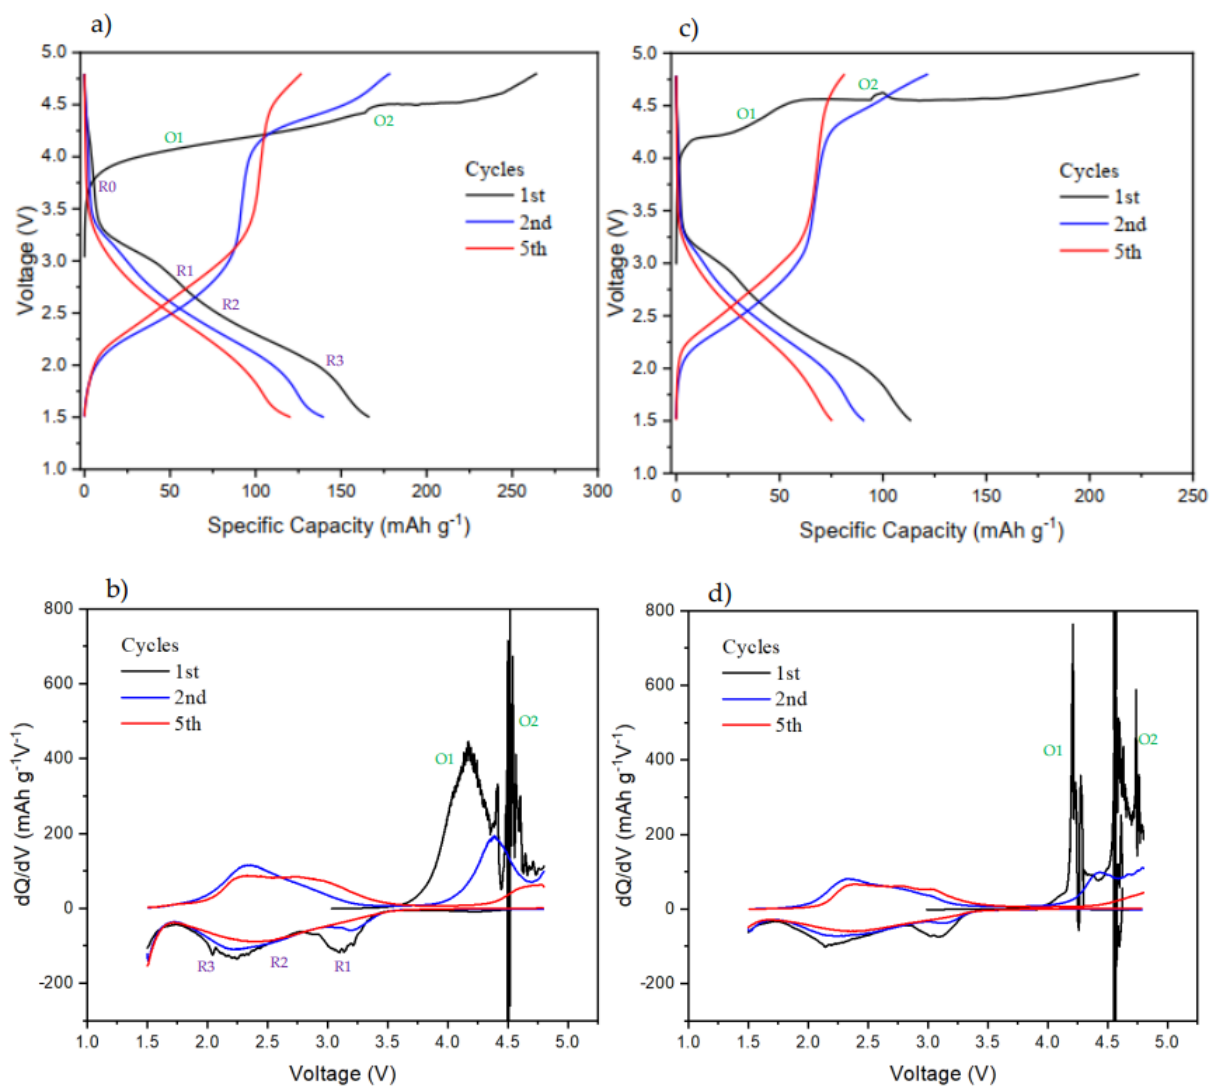 a)
5.0
4.5
4.0
3.5
3.0
2.5
2.0
1.5
1.0
Voltage (V)
O1
O2
R0
R1
R2
R3
Cycles
1st
2nd
5th
0
50
100
150
200
250
300
Specific Capacity (mAh g-1)
c)
5.0
4.5
4.0
3.5
3.0
2.5
2.0
1.5
1.0
Voltage (V)
O1
O2
Cycles
1st
2nd
5th
0
50
100
150
200
250
Specific Capacity (mAh g-1)
b)
800
600
400
200
0
-200
dQ/dV (mAh g-1V-1)
Cycles
1st
2nd
5th
O1
O2
R3
R2
R1
1.0
1.5
2.0
2.5
3.0
3.5
4.0
4.5
5.0
Voltage (V)
d)
800
600
400
200
0
-200
dQ/dV (mAh g-1V-1)
Cycles
1st
2nd
5th
O1
O2
1.0
1.5
2.0
2.5
3.0
3.5
4.0
4.5
5.0
Voltage (V)